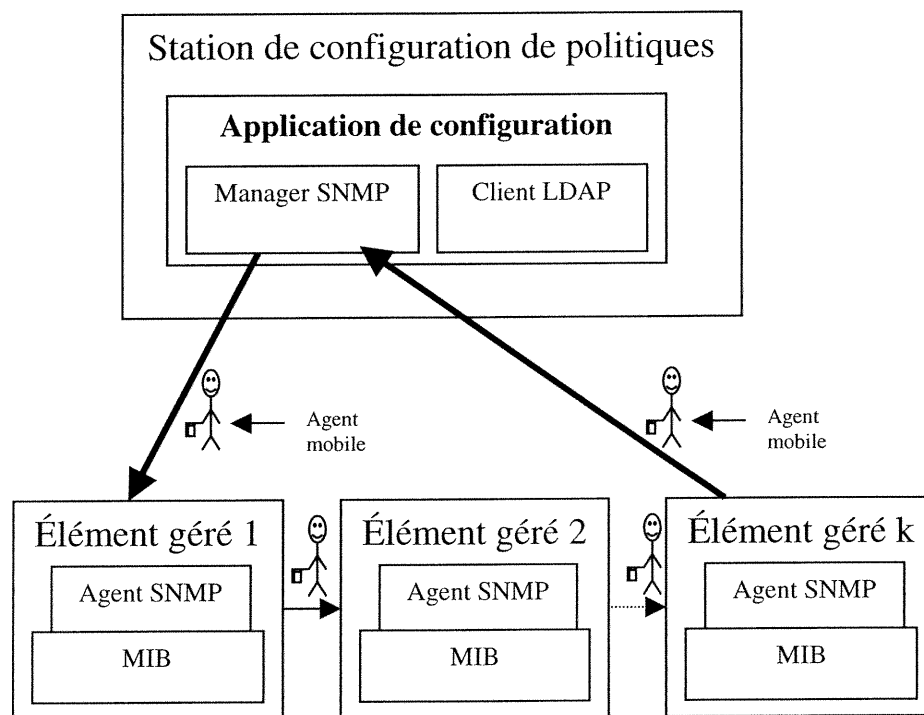 Station de configuration de politiques
Application de configuration
Manager SNMP
Client LDAP
Agent
mobile
Agent
mobile
Élément géré 1
Agent SNMP
MIB
Élément géré 2
Agent SNMP
MIB
Élément géré k
Agent SNMP
MIB